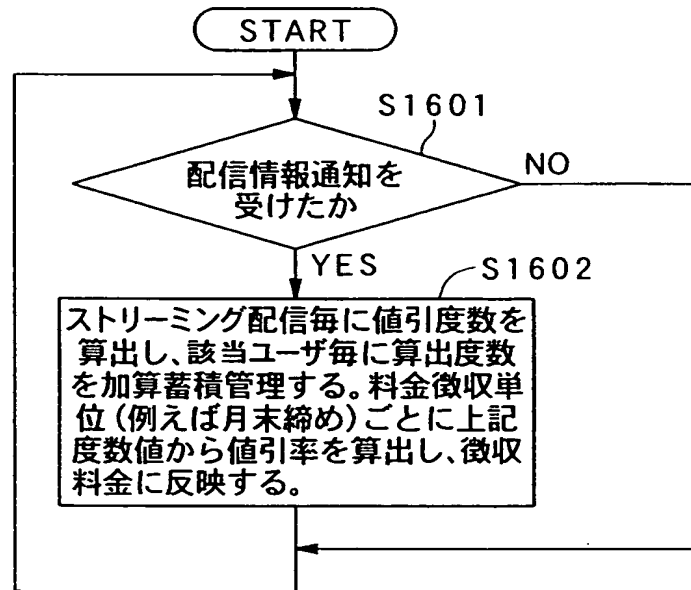 START
S1601
配信情報通知を
受けたか
NO
YES
S1602
ストリーミング配信毎に値引度数を
算出し、該当ユーザ毎に算出度数
を加算蓄積管理する。料金徴収単
位(例えば月末締め)ごとに上記
度数値から値引率を算出し、徴収
料金に反映する。